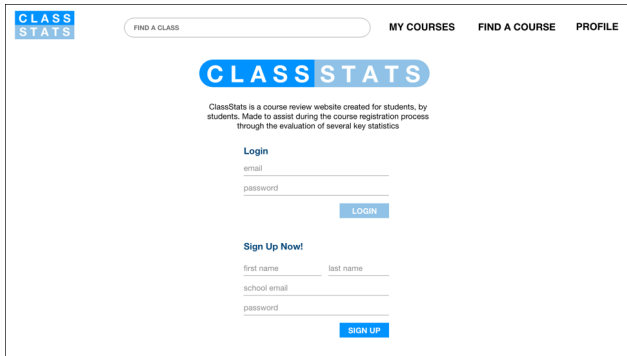 CLASS
STATS
FIND A CLASS
MY COURSES
FIND A COURSE
PROFILE
CLASSSTATS
ClassStats is a course review website created for students, by
students. Made to assist during the course registration process
through the evaluation of several key statistics
Login
email
password
LOGIN
Sign Up Now!
first name
last name
school email
password
SIGN UP